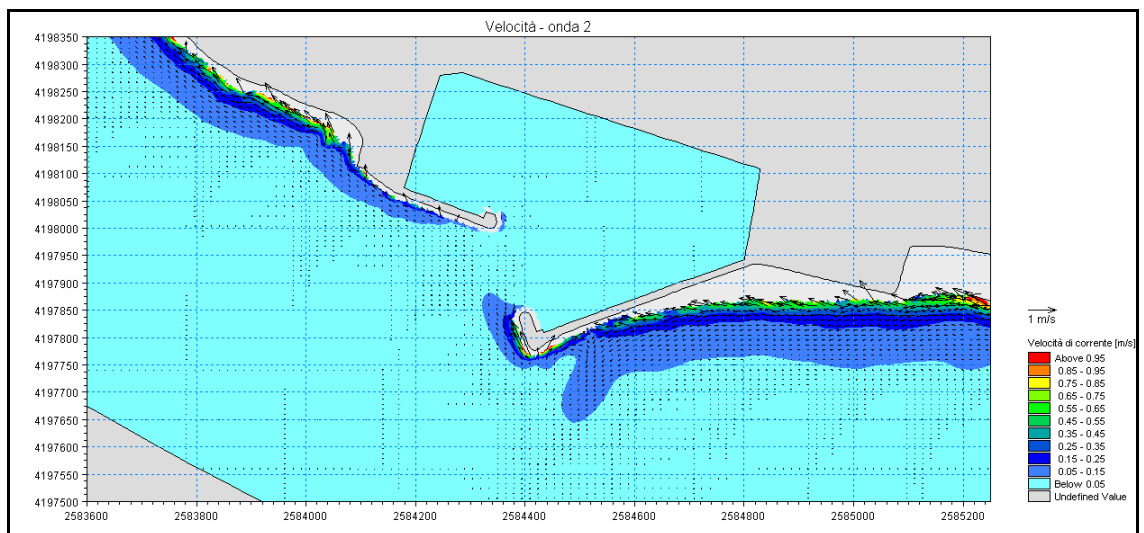 Velocità - onda 2
4198350
4198300
4198250
4198200
4198150
4198100
4198050
4198000
4197950
4197900
4197850
4197800
4197750
4197700
4197650
4197600
4197550
4197500
2583600 2583800 2584000 2584200 2584400 2584600 2584800 2585000 2585200
1 m/s
Velocità di corrente [m/s]
Above 0.95
0.85 - 0.95
0.75 - 0.85
0.65 - 0.75
0.55 - 0.65
0.45 - 0.55
0.35 - 0.45
0.25 - 0.35
0.15 - 0.25
0.05 - 0.15
Below 0.05
Undefined Value